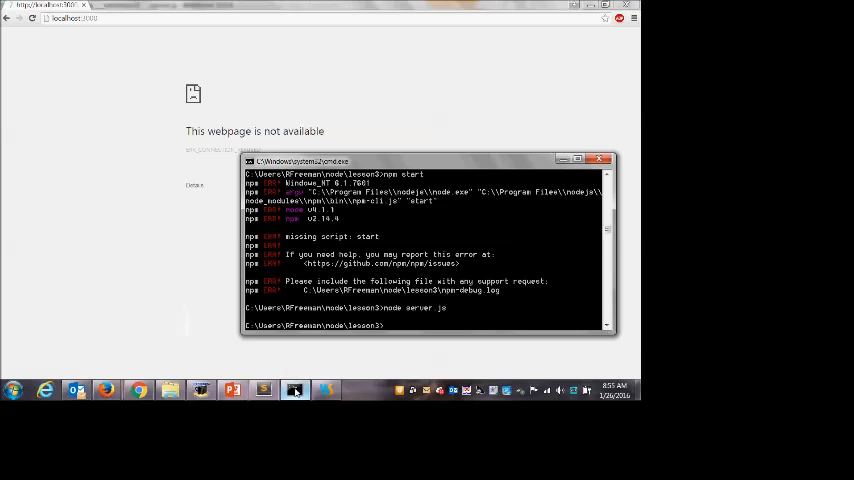 http://localhost:3000
localhost:3000
This webpage is not available
Details
C:\Windows\system32\cmd.exe
C:\Users\RFreeman\node\lesson3>npm start
npm ERR! Windows_NT 6.1.7601
npm ERR! argv "C:\\Program Files\\nodejs\\node.exe" "C:\\Program Files\\nodejs\\
node_modules\\npm\\bin\\npm-cli.js" "start"
npm ERR! node v4.1.1
npm ERR! npm  v2.14.4
npm ERR! missing script: start
npm ERR!
npm ERR! If you need help, you may report this error at:
npm ERR!     <https://github.com/npm/npm/issues>
npm ERR! Please include the following file with any support request:
npm ERR!     C:\Users\RFreeman\node\lesson3\npm-debug.log
C:\Users\RFreeman\node\lesson3>node server.js
C:\Users\RFreeman\node\lesson3>
8:55 AM
1/26/2016